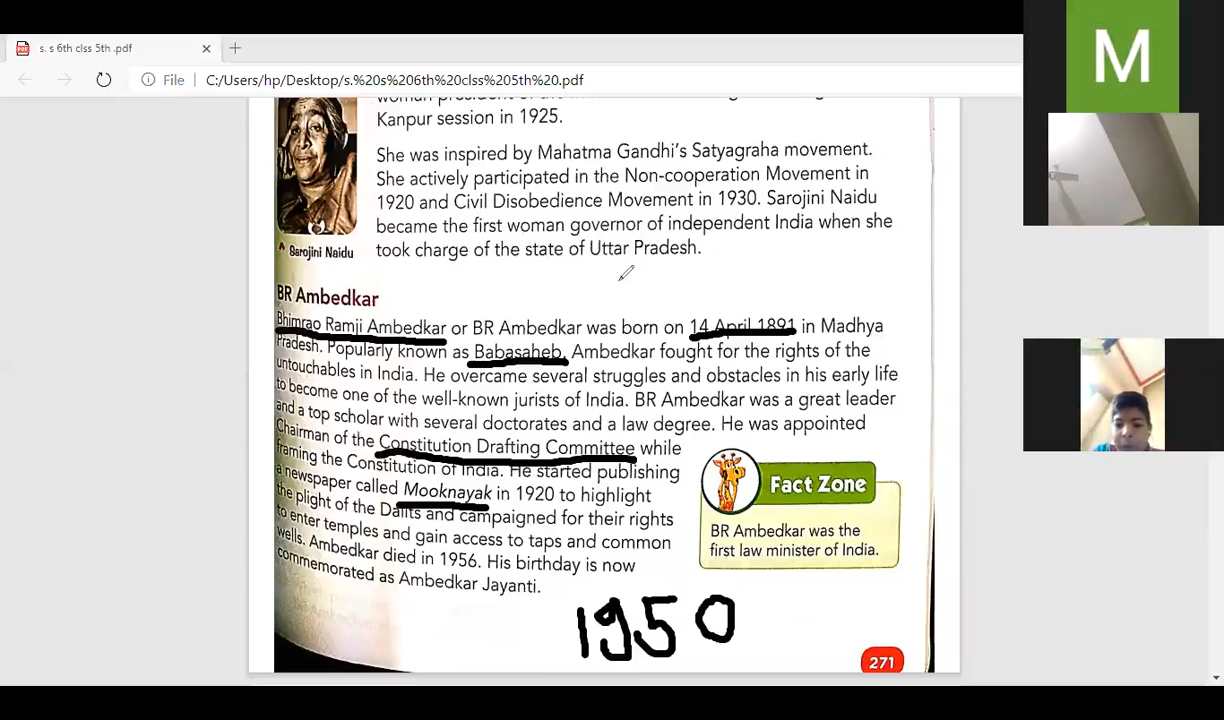 s. s 6th clss 5th .pdf
File C:/Users/hp/Desktop/s.%20s%206th%20clss%205th%20.pdf
M
Kanpur session in 1925.
She was inspired by Mahatma Gandhi's Satyagraha movement.
She actively participated in the Non-cooperation Movement in
1920 and Civil Disobedience Movement in 1930. Sarojini Naidu
became the first woman governor of independent India when she
took charge of the state of Uttar Pradesh.
Sarojini Naidu
BR Ambedkar
Bhimrao Ramji Ambedkar or BR Ambedkar was born on 14 April 1891 in Madhya
Pradesh. Popularly known as Babasaheb, Ambedkar fought for the rights of the
untouchables in India. He overcame several struggles and obstacles in his early life
to become one of the well-known jurists of India. BR Ambedkar was a great leader
and a top scholar with several doctorates and a law degree. He was appointed
Chairman of the Constitution Drafting Committee while
framing the Constitution of India. He started publishing
a newspaper called Mooknayak in 1920 to highlight
the plight of the Dalits and campaigned for their rights
to enter temples and gain access to taps and common
wells. Ambedkar died in 1956. His birthday is now
commemorated as Ambedkar Jayanti.
Fact Zone
BR Ambedkar was the
first law minister of India.
1950
271